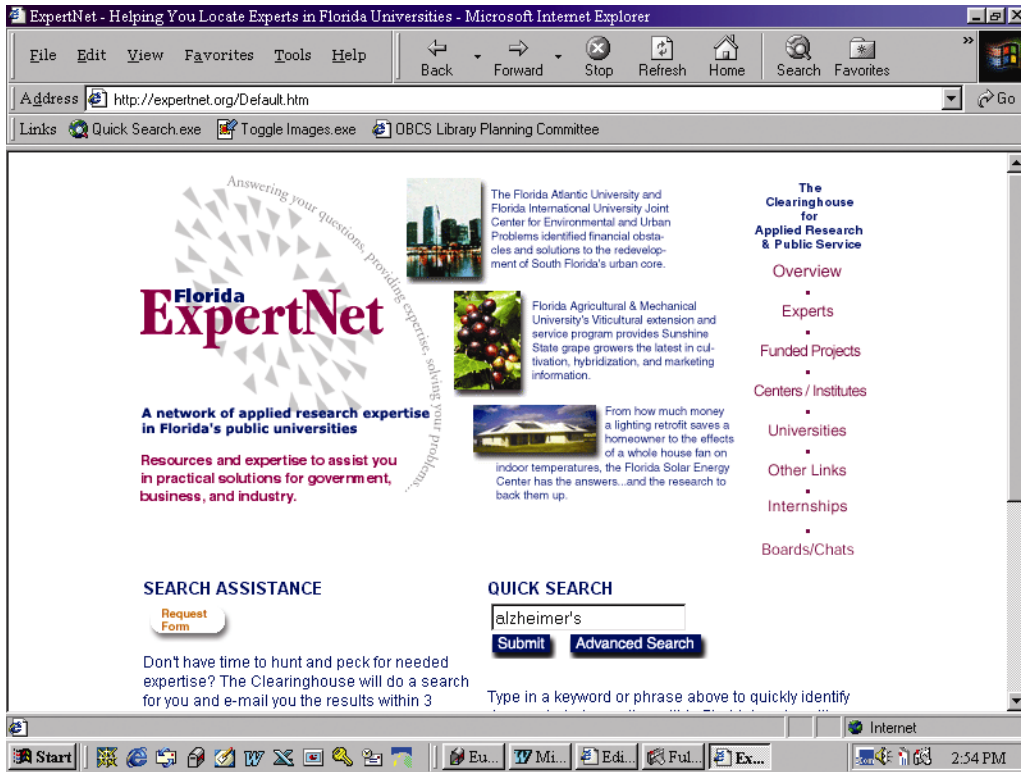 ExpertNet - Helping You Locate Experts in Florida Universities - Microsoft Internet Explorer
File Edit View Favorites Tools Help
Back Forward Stop Refresh Home Search Favorites »
Address http://expertnet.org/Default.htm Go
Links Quick Search.exe Toggle Images.exe OBCS Library Planning Committee
Answering your questions, providing expertise, solving your problems...
Florida
ExpertNet
A network of applied research expertise
in Florida's public universities
Resources and expertise to assist you
in practical solutions for government,
business, and industry.
The Florida Atlantic University and
Florida International University Joint
Center for Environmental and Urban
Problems identified financial obsta-
cles and solutions to the redevelop-
ment of South Florida's urban core.
Florida Agricultural & Mechanical
University's Viticultural extension and
service program provides Sunshine
State grape growers the latest in cul-
tivation, hybridization, and marketing
information.
From how much money
a lighting retrofit saves a
homeowner to the effects
of a whole house fan on
indoor temperatures, the Florida Solar Energy
Center has the answers...and the research to
back them up.
The
Clearinghouse
for
Applied Research
& Public Service
Overview
Experts
Funded Projects
Centers / Institutes
Universities
Other Links
Internships
Boards/Chats
SEARCH ASSISTANCE
Request
Form
Don't have time to hunt and peck for needed
expertise? The Clearinghouse will do a search
for you and e-mail you the results within 3
QUICK SEARCH
alzheimer's
Submit Advanced Search
Type in a keyword or phrase above to quickly identify
Internet
Start Eu... Mi... Edi... Ful... Ex... 2:54 PM